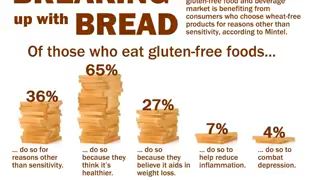 BREAKING
up with BREAD
gluten-free food and beverage
market is benefiting from
consumers who choose wheat-free
products for reasons other than
sensitivity, according to Mintel.
Of those who eat gluten-free foods...
36%
65%
27%
7%
4%
... do so for
reasons other
than sensitivity.
... do so
because they
think it's
healthier.
... do so
because they
believe it aids in
weight loss.
... do so to
help reduce
inflammation.
... do so to
combat
depression.